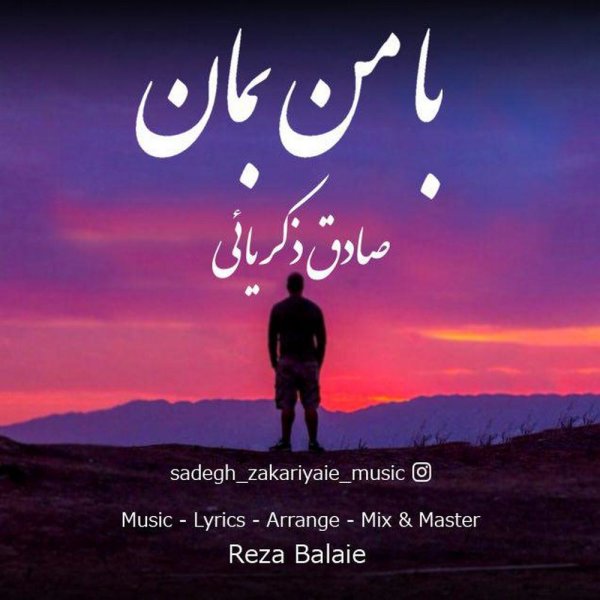 با من بمان
صادق ذکریائی
sadegh_zakariyaie_music
Music - Lyrics - Arrange - Mix & Master
Reza Balaie